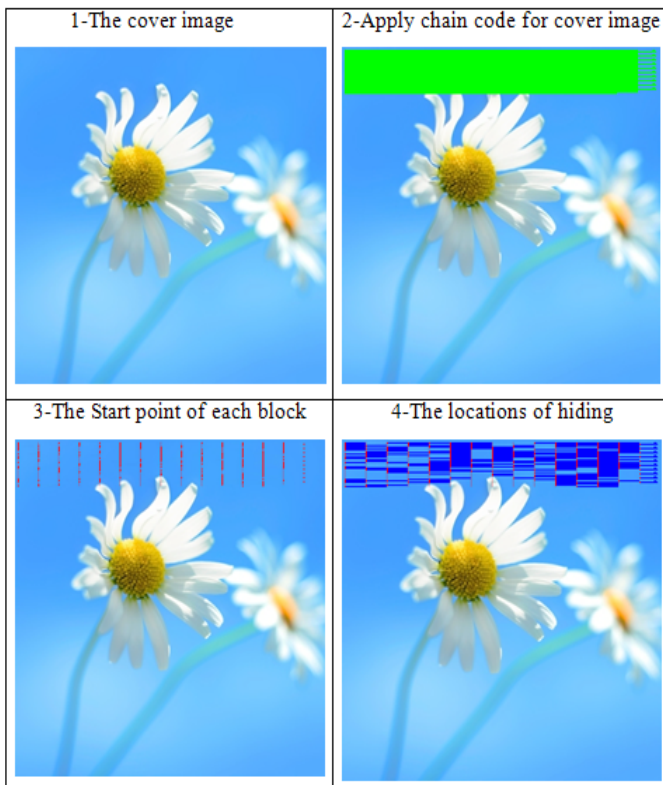 1-The cover image
2-Apply chain code for cover image
3-The Start point of each block
4-The locations of hiding